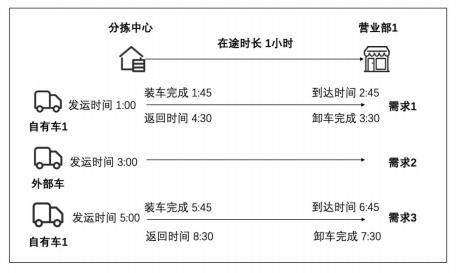 分拣中心 营业部1
在途时长 1小时
装车完成 1:45 到达时间 2:45
发运时间 1:00 需求1
返回时间 4:30 卸车完成 3:30
自有车1
发运时间 3:00 需求2
外部车
装车完成 5:45 到达时间 6:45
发运时间 5:00 需求3
返回时间 8:30 卸车完成 7:30
自有车1